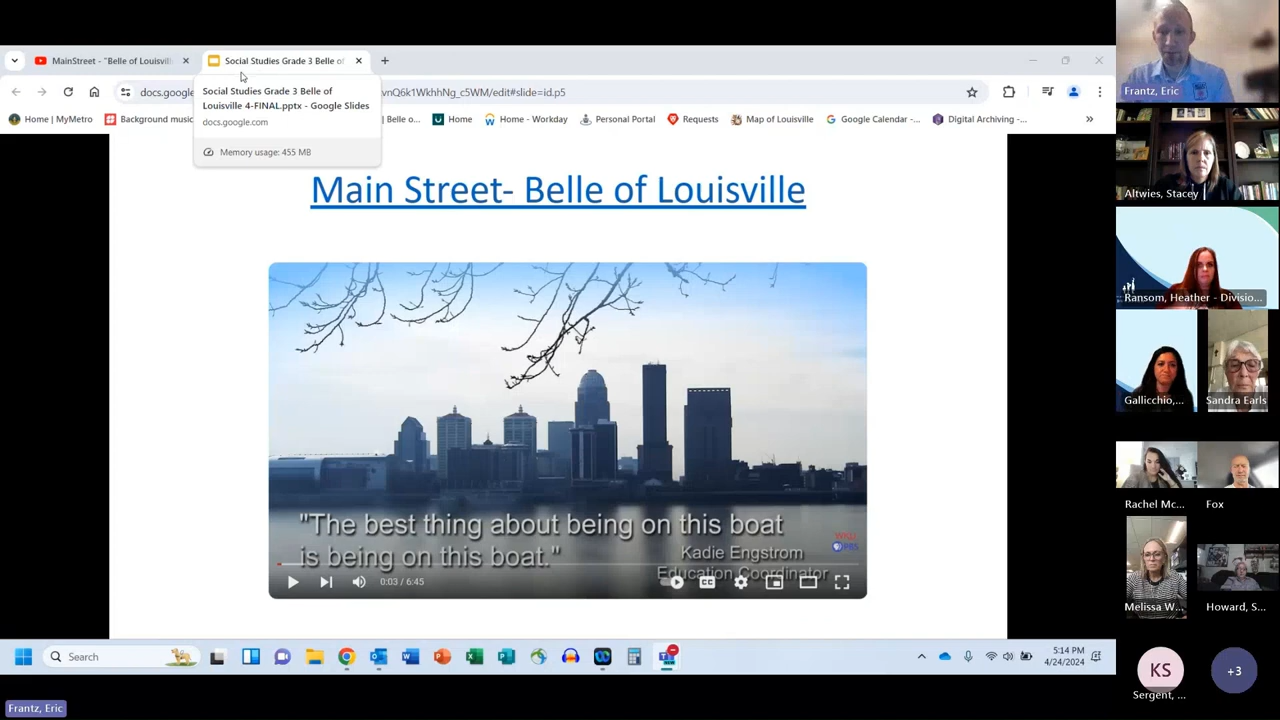 MainStreet - "Belle of Louisvill
Social Studies Grade 3 Belle of
Social Studies Grade 3 Belle of
Louisville 4-FINAL.pptx - Google Slides
docs.google.com
Memory usage: 455 MB
docs.google
vnQ6k1WkhhNg_c5WM/edit#slide=id.p5
Home | MyMetro
Background music
| Belle o...
Home
Home - Workday
Personal Portal
Requests
Map of Louisville
Google Calendar -...
Digital Archiving -...
Main Street- Belle of Louisville
"The best thing about being on this boat
is being on this boat."
Kadie Engstrom
Education Coordinator
PBS
0:03 / 6:45
CC
Search
NEW
5:14 PM
4/24/2024
Frantz, Eric
Frantz, Eric
Altwies, Stacey
Ransom, Heather - Divisio...
Gallicchio,...
Sandra Earls
Rachel Mc...
Fox
Melissa W...
Howard, S...
KS
Sergent, ...
+3